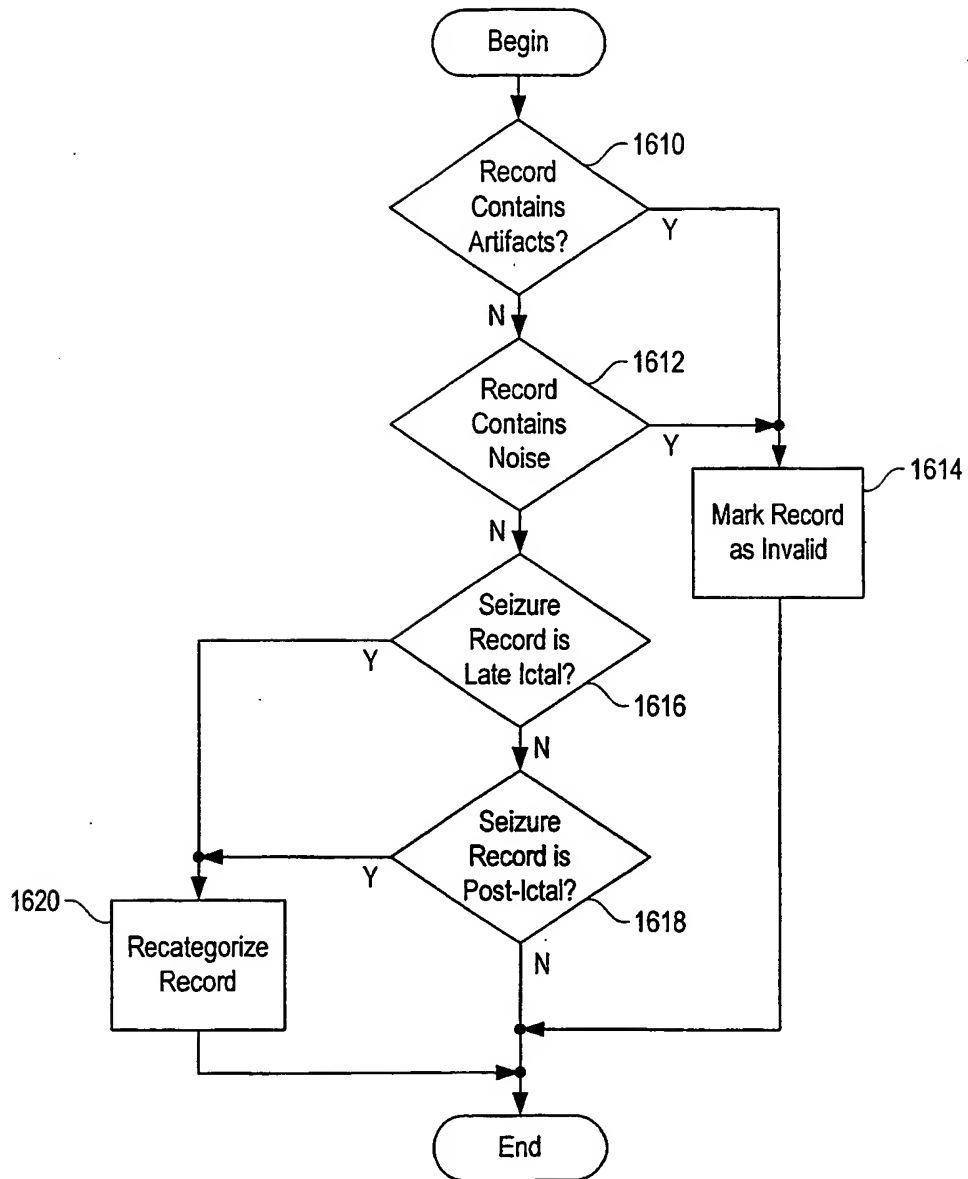 Begin
1610
Record
Contains
Artifacts?
Y
N
1612
Record
Contains
Noise
Y
1614
Mark Record
as Invalid
N
Seizure
Record is
Late Ictal?
Y
1616
N
Seizure
Record is
Post-Ictal?
Y
1618
1620
Recategorize
Record
N
End